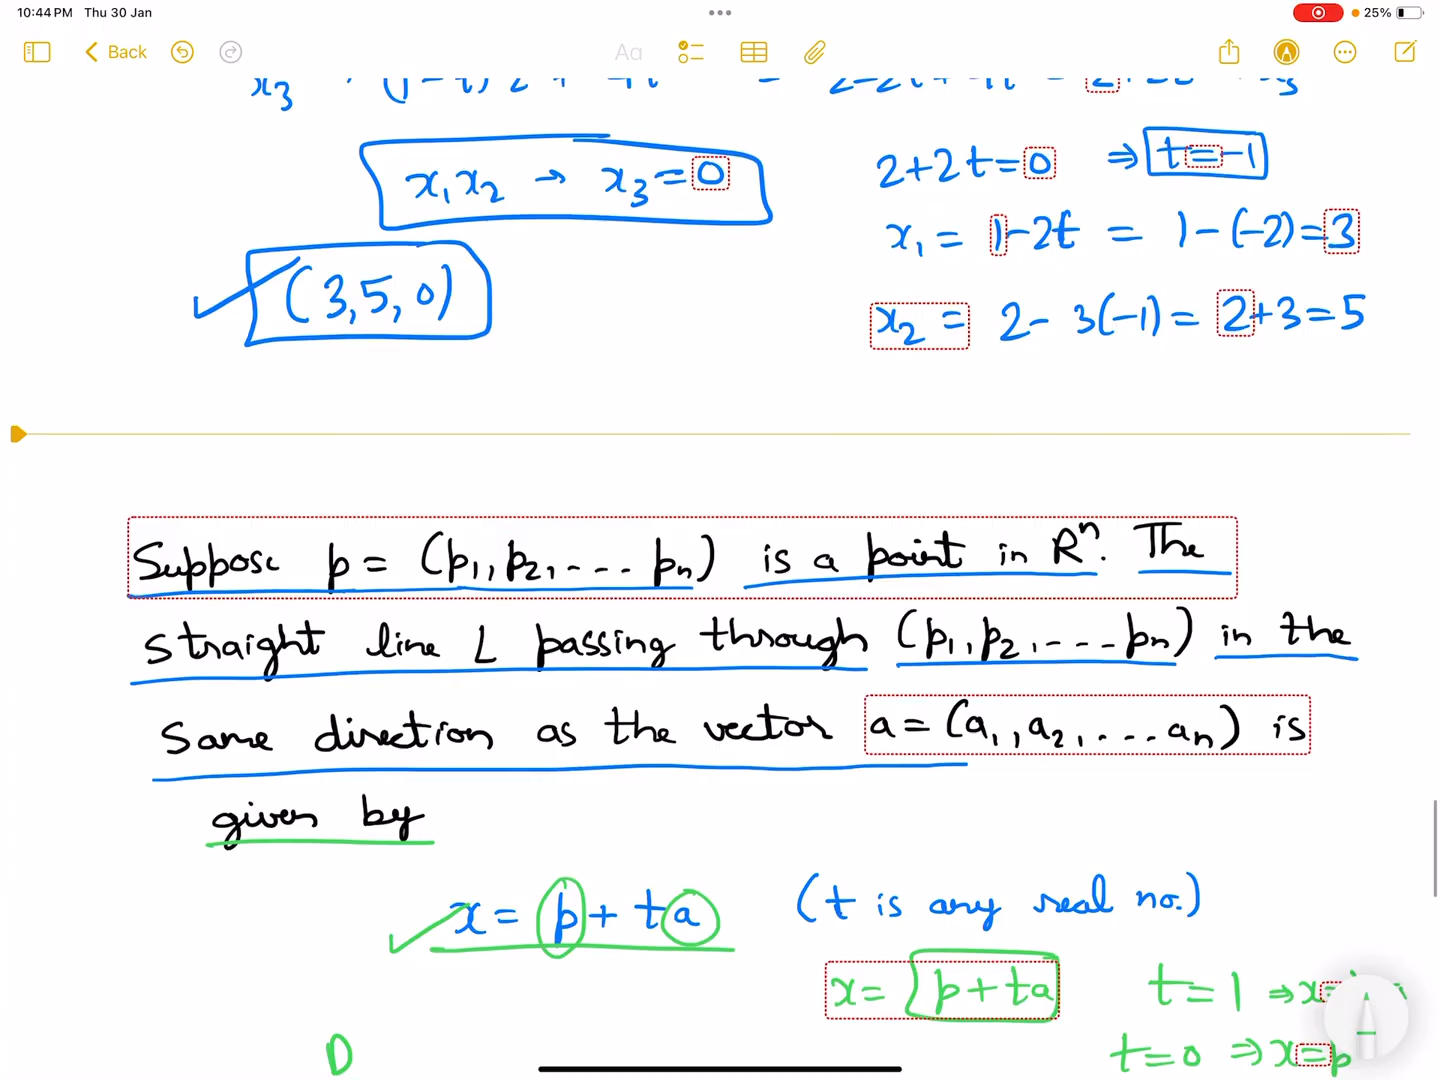 10:44 PM Thu 30 Jan
25%
Back
Aa
x₁x₂ → x₃ = 0
2+2t=0 ⇒ t=-1
x₁ = 1-2t = 1-(-2)=3
(3,5,0)
x₂ = 2- 3(-1) = 2+3=5
Suppose p = (p₁,p₂,... pₙ) is a point in Rⁿ. The
straight line L passing through (p₁,p₂,...pₙ) in the
same direction as the vector a=(a₁,a₂,...aₙ) is
given by
x = p + ta (t is any real no.)
x = p+ta t=1
t=0 ⇒ x=p
D